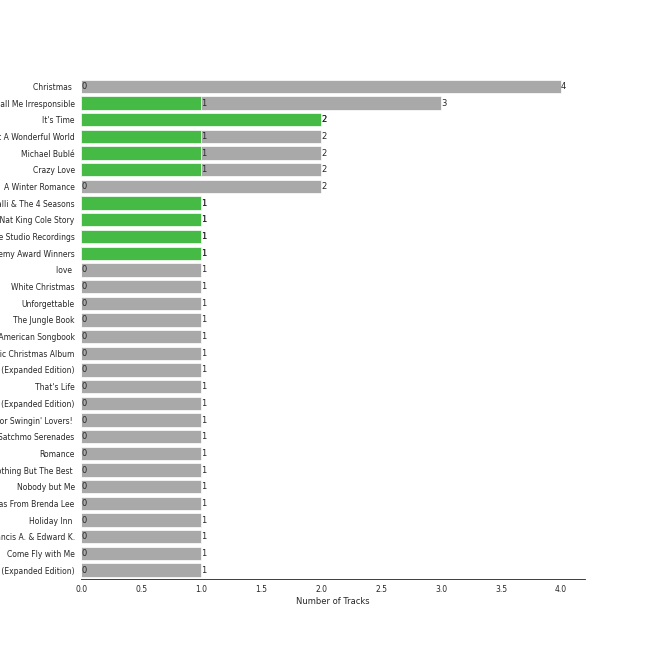 Christmas 0 4
all Me Irresponsible 1 3
It's Time 2
t A Wonderful World 1 2
Michael Bublé 1 2
Crazy Love 1 2
A Winter Romance 0 2
alli & The 4 Seasons 1
Nat King Cole Story 1
e Studio Recordings 1
emy Award Winners 1
love 0 1
White Christmas 0 1
Unforgettable 0 1
The Jungle Book 0 1
American Songbook 0 1
ic Christmas Album 0 1
(Expanded Edition) 0 1
That's Life 0 1
(Expanded Edition) 0 1
or Swingin' Lovers! 0 1
Satchmo Serenades 0 1
Romance 0 1
othing But The Best 0 1
Nobody but Me 0 1
as From Brenda Lee 0 1
Holiday Inn 0 1
ncis A. & Edward K. 0 1
Come Fly with Me 0 1
(Expanded Edition) 0 1
0.0 0.5 1.0 1.5 2.0 2.5 3.0 3.5 4.0
Number of Tracks